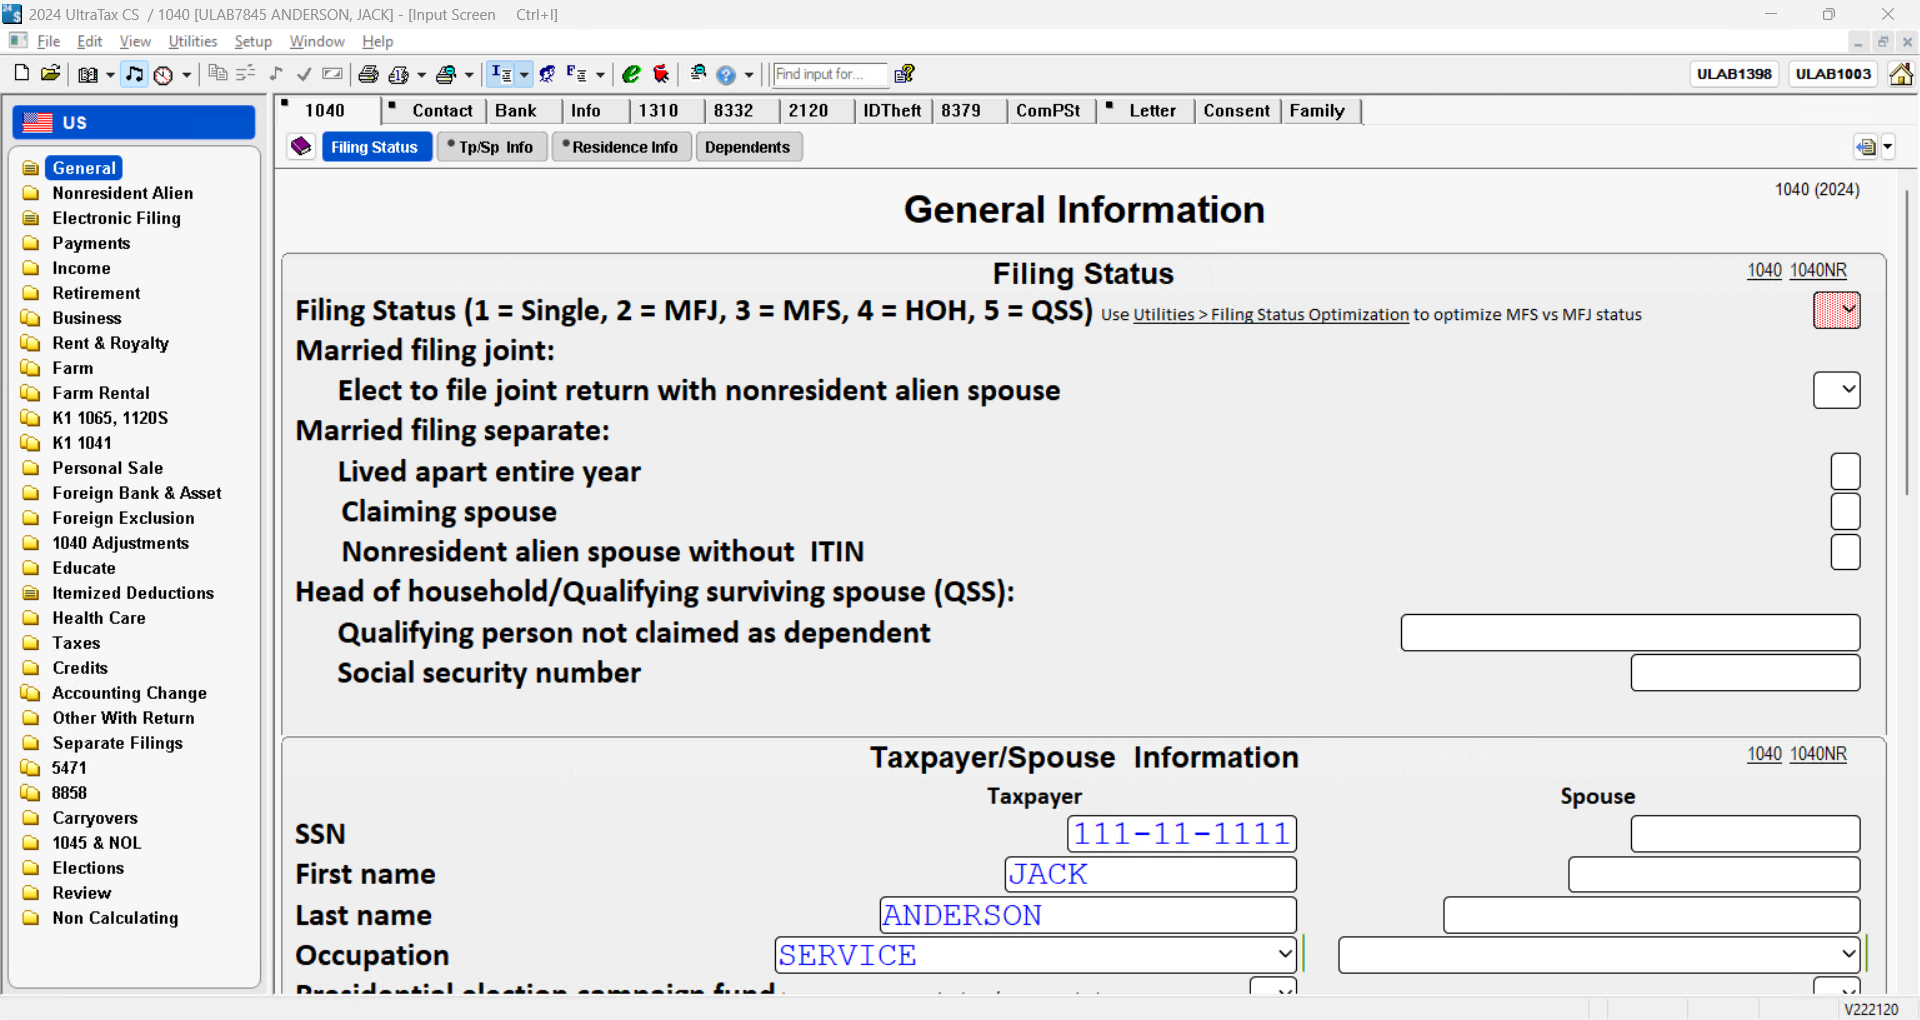 2024 UltraTax CS / 1040 [ULAB7845 ANDERSON, JACK] - [Input Screen Ctrl+I]
File Edit View Utilities Setup Window Help
Find input for... ULAB1398 ULAB1003
US
1040 Contact Bank Info 1310 8332 2120 IDTheft 8379 ComPSt Letter Consent Family
Filing Status Tp/Sp Info Residence Info Dependents
General
Nonresident Alien
Electronic Filing
Payments
Income
Retirement
Business
Rent & Royalty
Farm
Farm Rental
K1 1065, 1120S
K1 1041
Personal Sale
Foreign Bank & Asset
Foreign Exclusion
1040 Adjustments
Educate
Itemized Deductions
Health Care
Taxes
Credits
Accounting Change
Other With Return
Separate Filings
5471
8858
Carryovers
1045 & NOL
Elections
Review
Non Calculating
1040 (2024)
General Information
Filing Status 1040 1040NR
Filing Status (1 = Single, 2 = MFJ, 3 = MFS, 4 = HOH, 5 = QSS) Use Utilities > Filing Status Optimization to optimize MFS vs MFJ status
Married filing joint:
Elect to file joint return with nonresident alien spouse
Married filing separate:
Lived apart entire year
Claiming spouse
Nonresident alien spouse without ITIN
Head of household/Qualifying surviving spouse (QSS):
Qualifying person not claimed as dependent
Social security number
Taxpayer/Spouse Information 1040 1040NR
Taxpayer Spouse
SSN 111-11-1111
First name JACK
Last name ANDERSON
Occupation SERVICE
Presidential election campaign fund
V222120